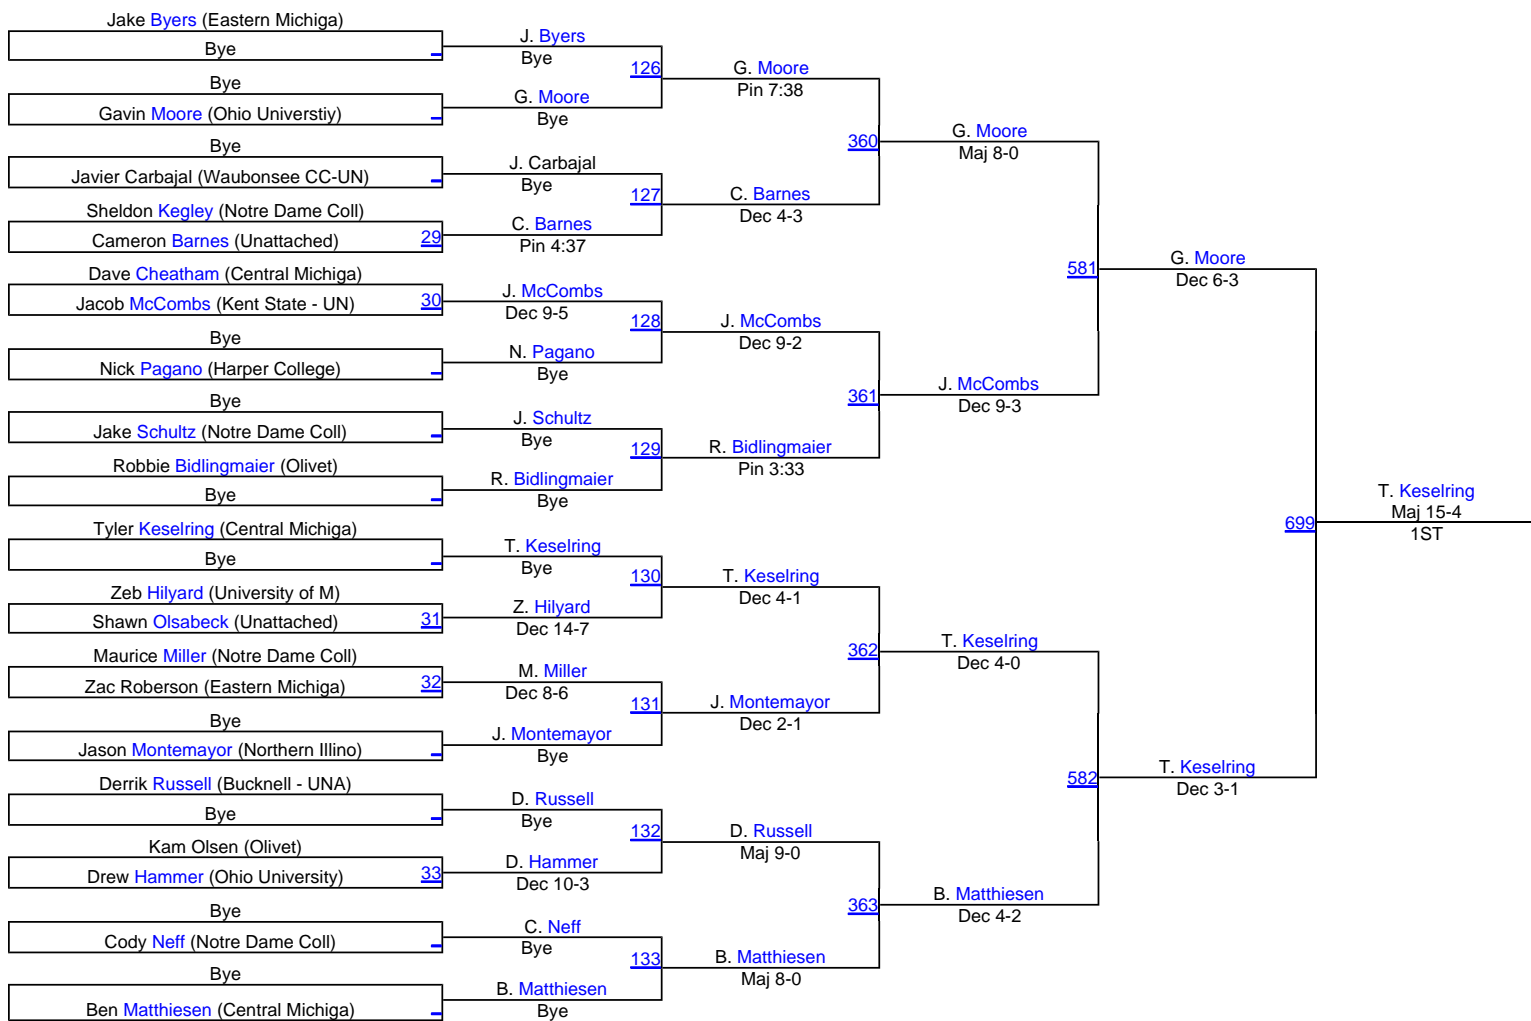 Jake Byers (Eastern Michiga)
Bye
Bye
Gavin Moore (Ohio Universtiy)
Bye
Javier Carbajal (Waubonsee CC-UN)
Sheldon Kegley (Notre Dame Coll)
Cameron Barnes (Unattached) 29
Dave Cheatham (Central Michiga)
Jacob McCombs (Kent State - UN) 30
Bye
Nick Pagano (Harper College)
Bye
Jake Schultz (Notre Dame Coll)
Robbie Bidlingmaier (Olivet)
Bye
Tyler Keselring (Central Michiga)
Bye
Zeb Hilyard (University of M)
Shawn Olsabeck (Unattached) 31
Maurice Miller (Notre Dame Coll)
Zac Roberson (Eastern Michiga) 32
Bye
Jason Montemayor (Northern Illino)
Derrik Russell (Bucknell - UNA)
Bye
Kam Olsen (Olivet)
Drew Hammer (Ohio University) 33
Bye
Cody Neff (Notre Dame Coll)
Bye
Ben Matthiesen (Central Michiga)
J. Byers
Bye
126
G. Moore
Bye
J. Carbajal
Bye
127
C. Barnes
Pin 4:37
J. McCombs
Dec 9-5
128
N. Pagano
Bye
J. Schultz
Bye
129
R. Bidlingmaier
Bye
T. Keselring
Bye
130
Z. Hilyard
Dec 14-7
M. Miller
Dec 8-6
131
J. Montemayor
Bye
D. Russell
Bye
132
D. Hammer
Dec 10-3
C. Neff
Bye
133
B. Matthiesen
Bye
G. Moore
Pin 7:38
360
C. Barnes
Dec 4-3
J. McCombs
Dec 9-2
361
R. Bidlingmaier
Pin 3:33
T. Keselring
Dec 4-1
362
J. Montemayor
Dec 2-1
D. Russell
Maj 9-0
363
B. Matthiesen
Maj 8-0
G. Moore
Maj 8-0
581
J. McCombs
Dec 9-3
T. Keselring
Dec 4-0
582
B. Matthiesen
Dec 4-2
G. Moore
Dec 6-3
699
T. Keselring
Dec 3-1
T. Keselring
Maj 15-4
1ST